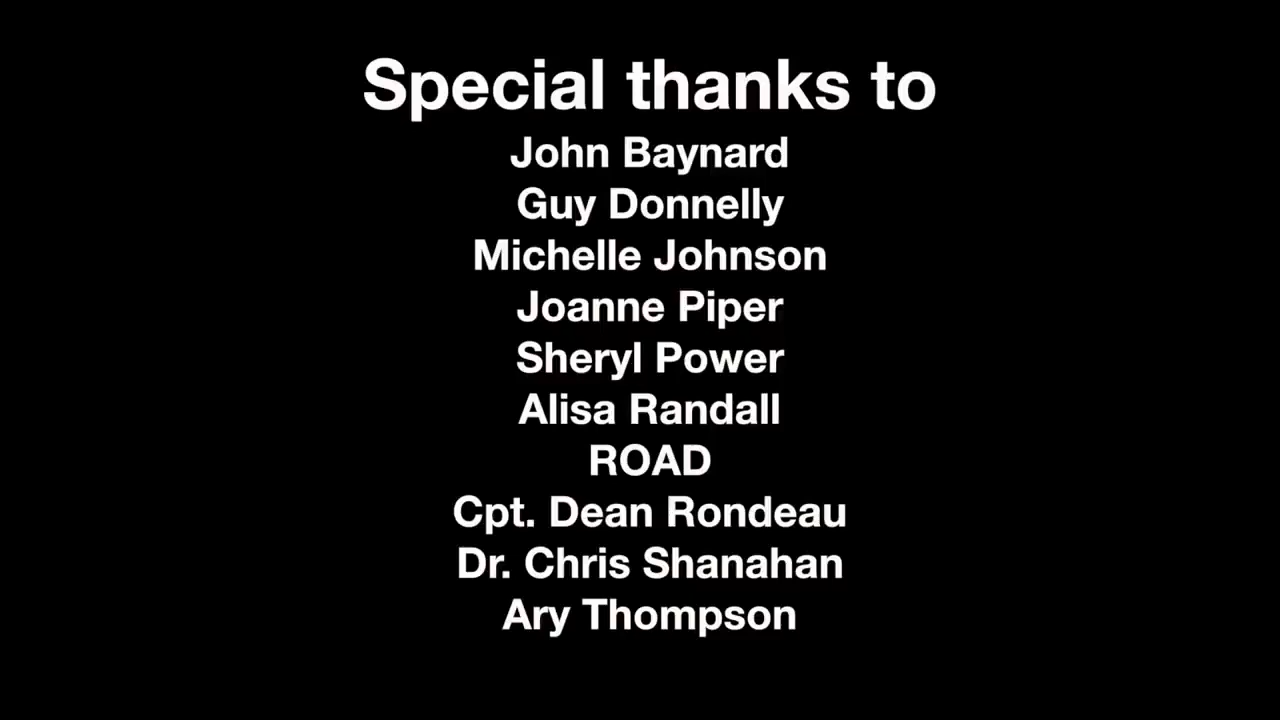 Special thanks to
John Baynard
Guy Donnelly
Michelle Johnson
Joanne Piper
Sheryl Power
Alisa Randall
ROAD
Cpt. Dean Rondeau
Dr. Chris Shanahan
Ary Thompson